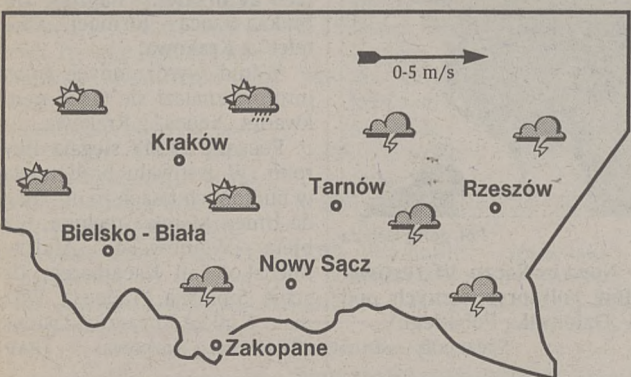 0-5 m/s
Kraków
Tarnów
Rzeszów
Bielsko - Biała
Nowy Sącz
Zakopane